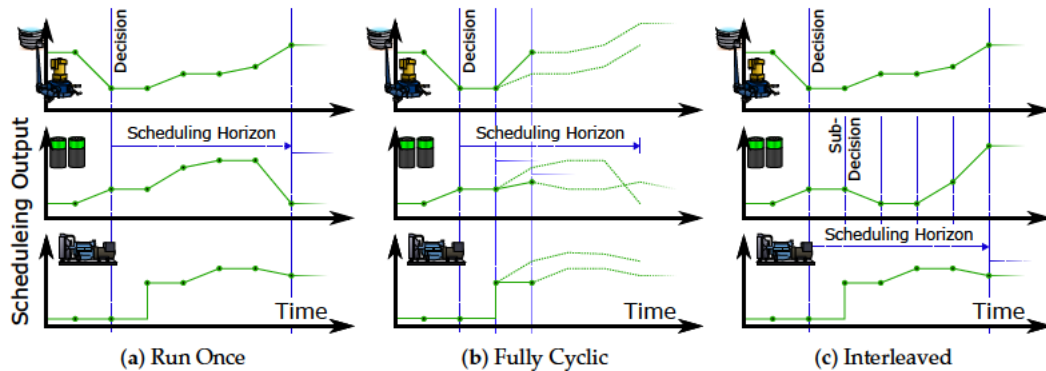 Scheduleing Output
Decision
Scheduling Horizon
Time
(a) Run Once
Decision
Scheduling Horizon
Time
(b) Fully Cyclic
Decision
Sub-
Decision
Scheduling Horizon
Time
(c) Interleaved